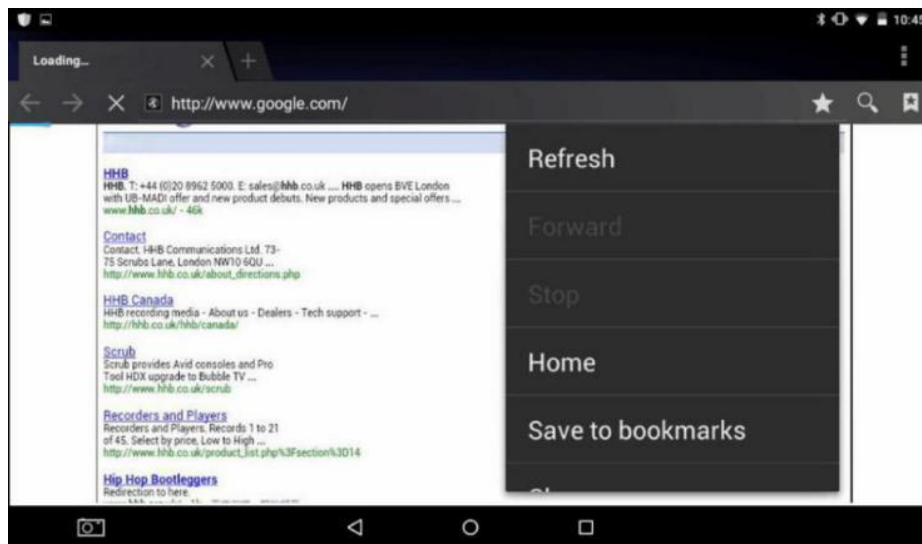 10:45
Loading...
http://www.google.com/
HHB
HHB. T: +44 (0)20 8962 5000. E: sales@hhb.co.uk .... HHB opens BVE London
with UB-MADI offer and new product debuts. New products and special offers ...
www.hhb.co.uk/ - 46k
Contact
Contact. HHB Communications Ltd. 73-
75 Scrubs Lane, London NW10 6QU ...
http://www.hhb.co.uk/about_directions.php
HHB Canada
HHB recording media - About us - Dealers - Tech support - ...
http://hhb.co.uk/hhb/canada/
Scrub
Scrub provides Avid consoles and Pro
Tool HDX upgrade to Bubble TV ...
http://www.hhb.co.uk/scrub
Recorders and Players
Recorders and Players. Records 1 to 21
of 45. Select by price, Low to High ...
http://www.hhb.co.uk/product_list.php%3Fsection%3D14
Hip Hop Bootleggers
Redirection to here.
Refresh
Forward
Stop
Home
Save to bookmarks